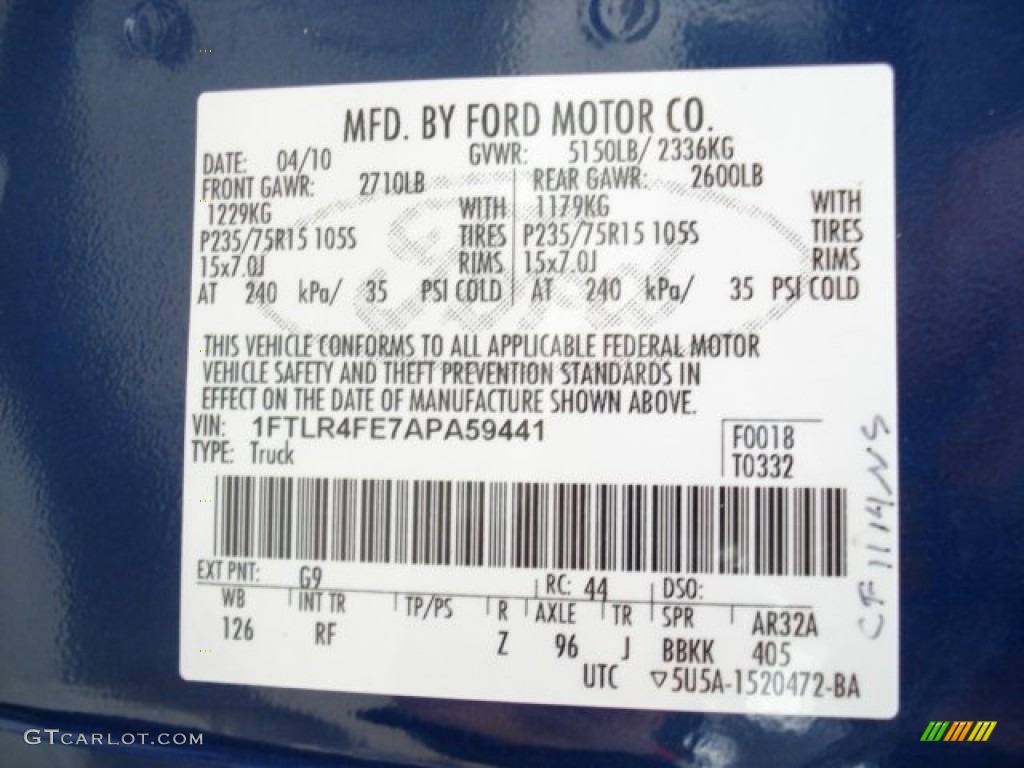 MFD. BY FORD MOTOR CO.
DATE: 04/10 GVWR: 5150LB/ 2336KG
FRONT GAWR: 2710LB REAR GAWR: 2600LB
1229KG WITH 1179KG WITH
P235/75R15 105S TIRES P235/75R15 105S TIRES
15x7.0J RIMS 15x7.0J RIMS
AT 240 kPa/ 35 PSI COLD AT 240 kPa/ 35 PSI COLD
Ford
THIS VEHICLE CONFORMS TO ALL APPLICABLE FEDERAL MOTOR
VEHICLE SAFETY AND THEFT PREVENTION STANDARDS IN
EFFECT ON THE DATE OF MANUFACTURE SHOWN ABOVE.
VIN: 1FTLR4FE7APA59441 F0018
TYPE: Truck T0332
EXT PNT: G9 RC: 44 DSO:
WB INT TR TP/PS R AXLE TR SPR AR32A
126 RF Z 96 J BBKK 405
UTC ▽5U5A-1520472-BA
GTCARLOT.COM